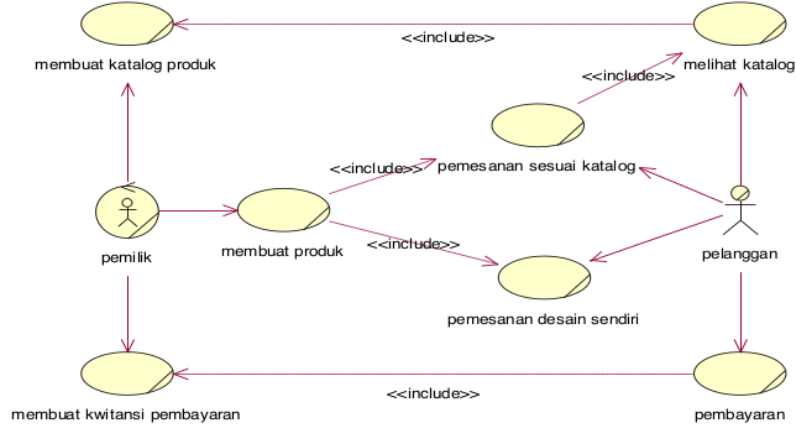 <<include>>
membuat katalog produk
melihat katalog
<<include>>
<<include>>
pemesanan sesuai katalog
<<include>>
pemilik
membuat produk
pelanggan
pemesanan desain sendiri
<<include>>
membuat kwitansi pembayaran
pembayaran